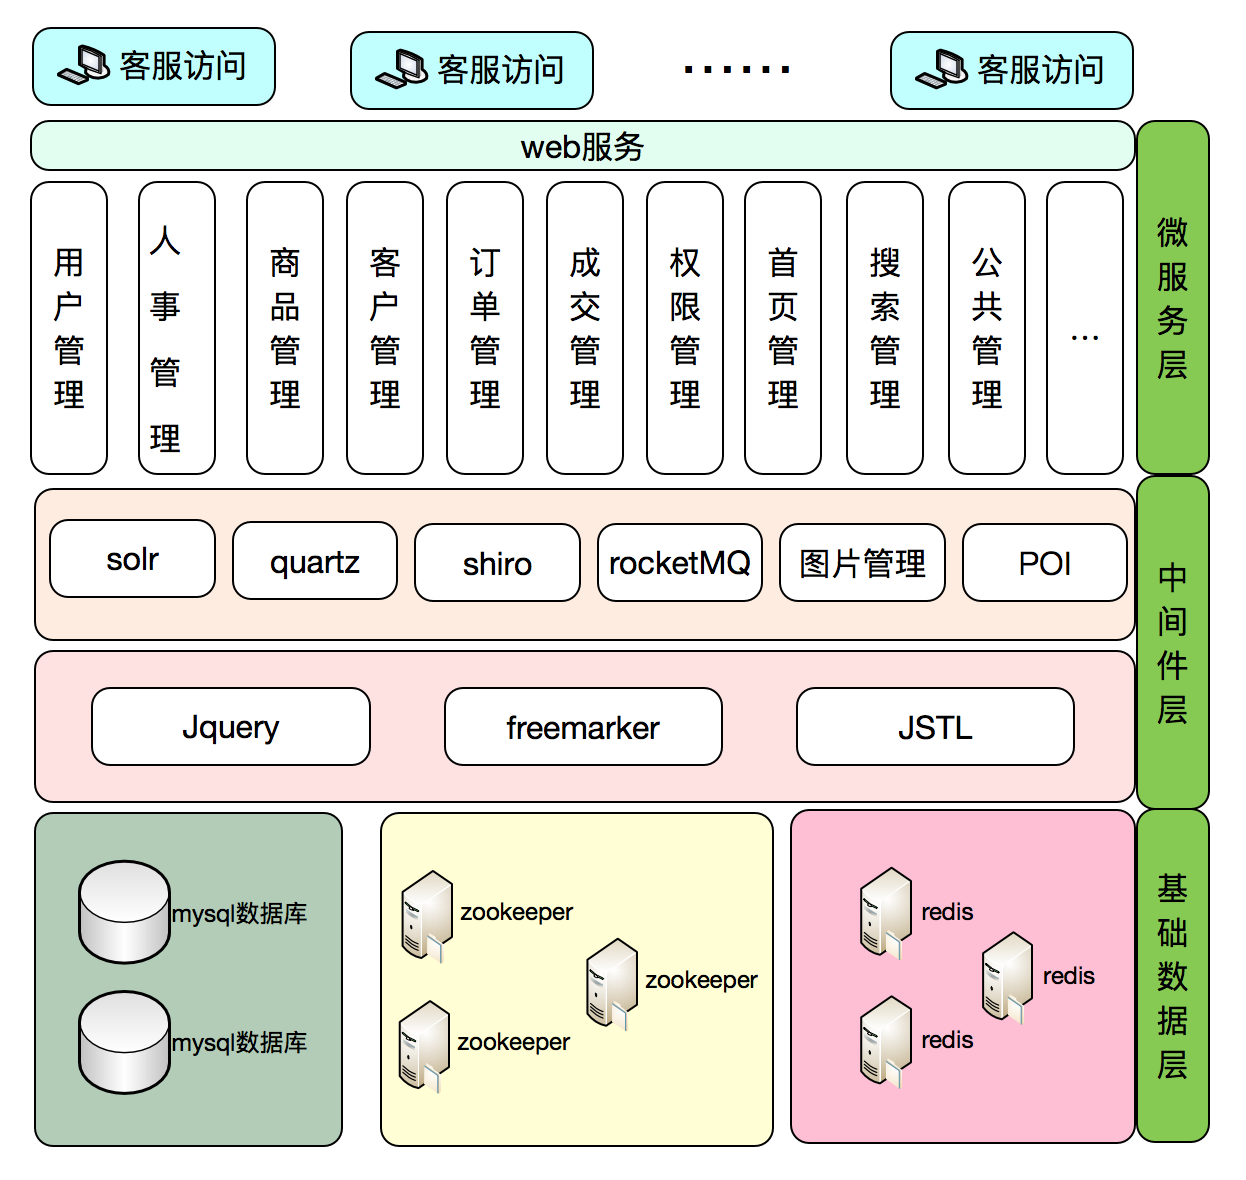 客服访问
客服访问
······
客服访问
web服务
用户管理
人事管理
商品管理
客户管理
订单管理
成交管理
权限管理
首页管理
搜索管理
公共管理
...
微服务层
solr
quartz
shiro
rocketMQ
图片管理
POI
Jquery
freemarker
JSTL
中间件层
mysql数据库
mysql数据库
zookeeper
zookeeper
zookeeper
redis
redis
redis
基础数据层